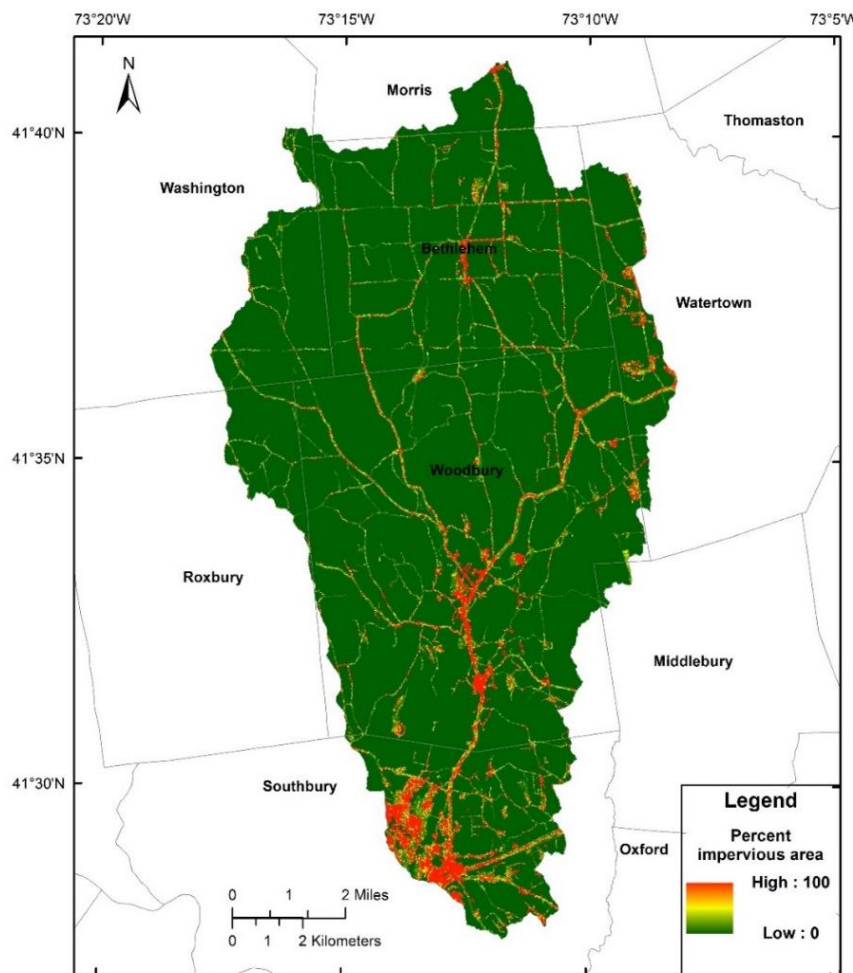 73°20'W 73°15'W 73°10'W 73°5'W
N
Morris
41°40'N
Thomaston
Washington
Bethlehem
Watertown
41°35'N
Woodbury
Roxbury
Middlebury
41°30'N
Southbury
Legend
Percent
impervious area
High : 100
Low : 0
Oxford
0 1 2 Miles
0 1 2 Kilometers